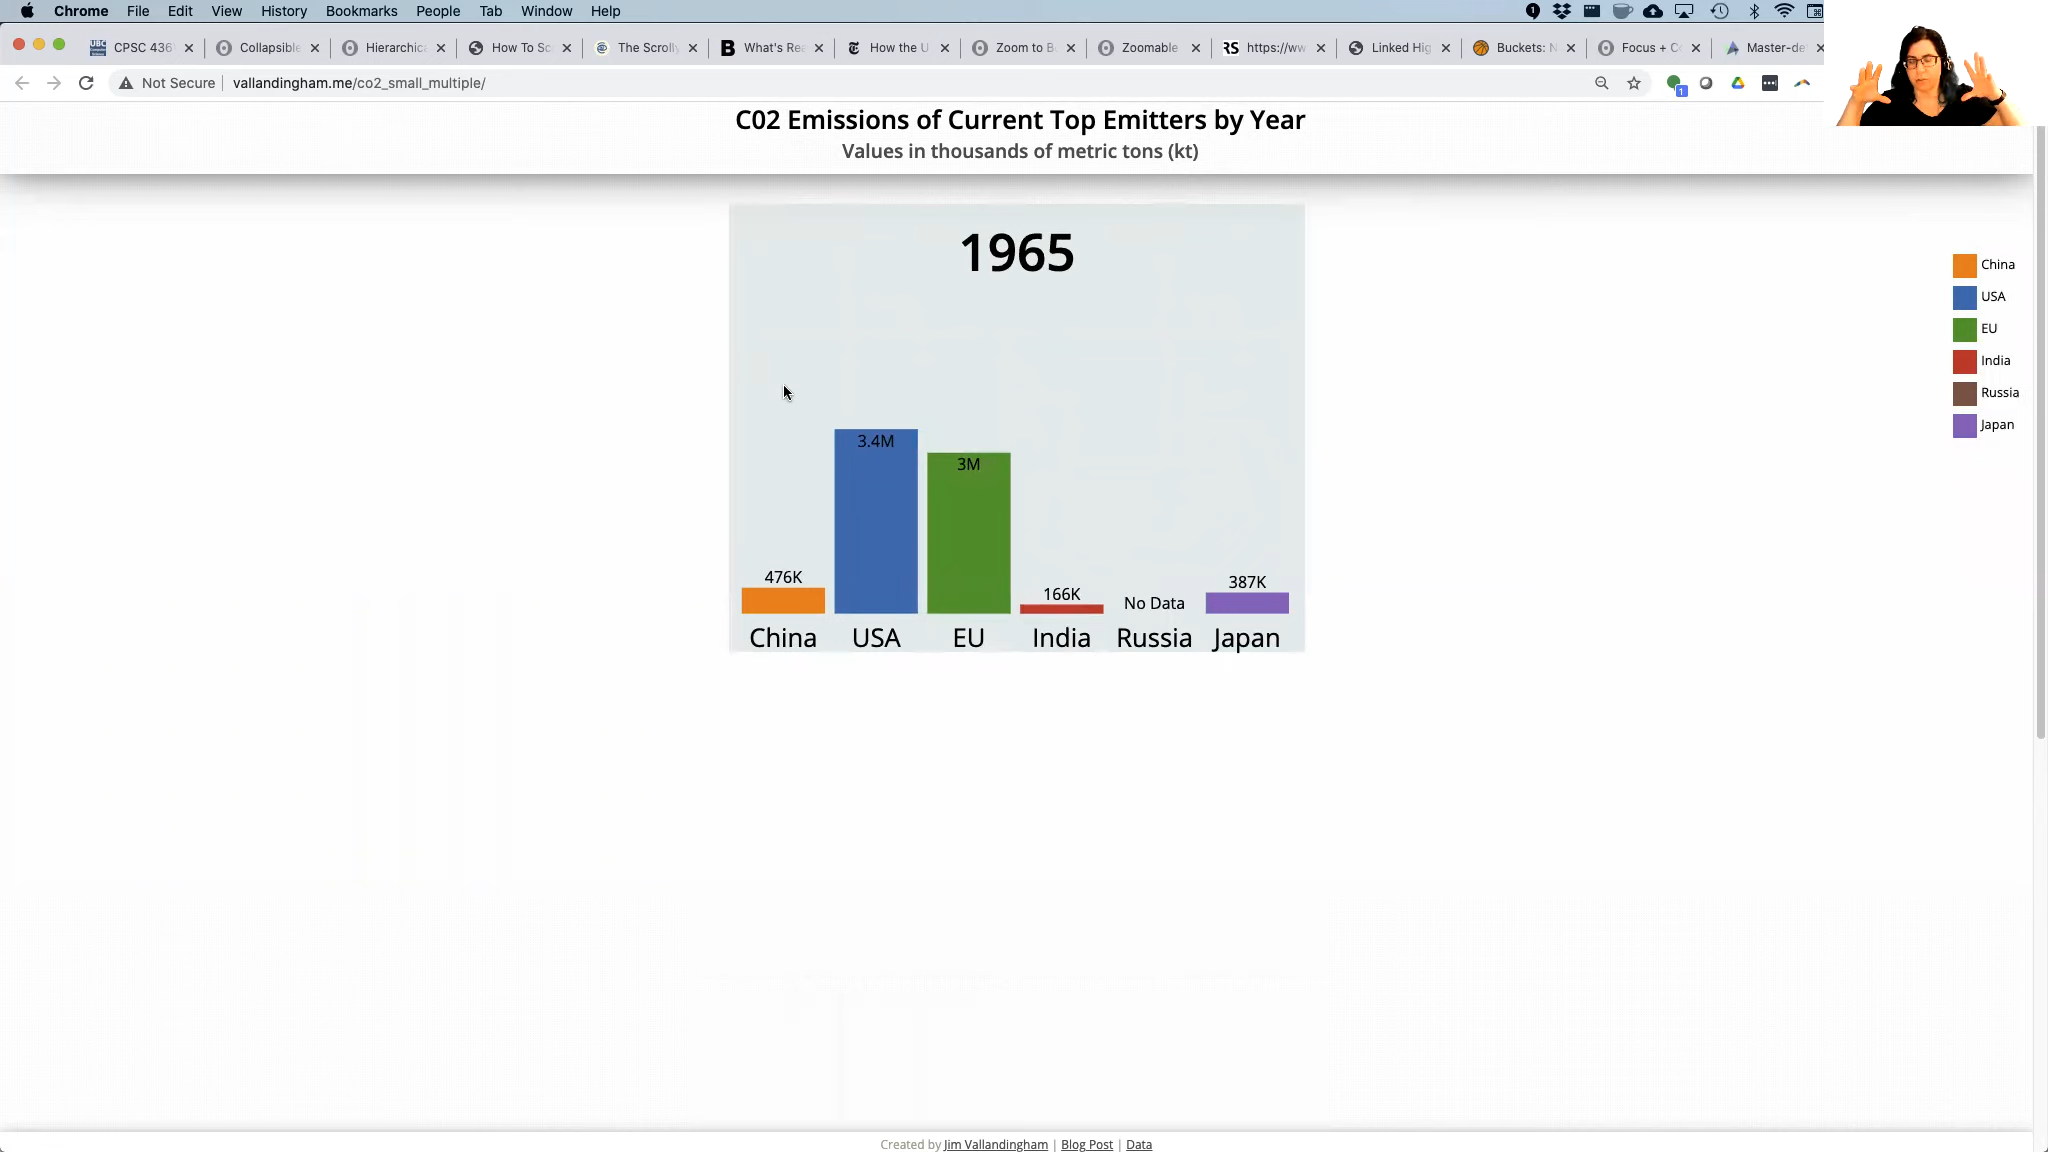 Chrome File Edit View History Bookmarks People Tab Window Help
CPSC 436 Collapsible Hierarchic How To Sc The Scrolly What's Rea How the U Zoom to B Zoomable https://ww Linked Hig Buckets: N Focus + C Master-de
Not Secure vallandingham.me/co2_small_multiple/
C02 Emissions of Current Top Emitters by Year
Values in thousands of metric tons (kt)
1965
China
USA
EU
India
Russia
Japan
3.4M
3M
476K
387K
166K
No Data
China USA EU India Russia Japan
Created by Jim Vallandingham | Blog Post | Data